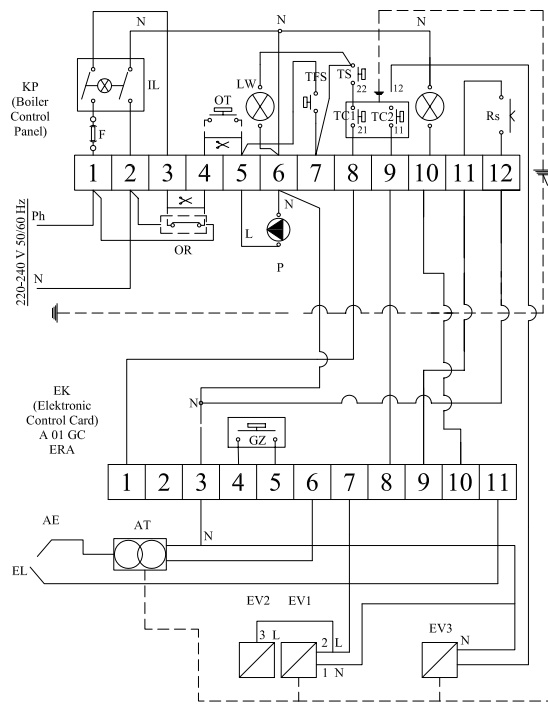 N
N
KP
(Boiler
Control
Panel)
IL
LW
TFS
TS
OT
22
12
TC1
TC2
21
11
Rs
F
1 2 3 4 5 6 7 8 9 10 11 12
220-240 V 50/60 Hz
Ph
N
OR
L
N
P
EK
(Elektronic
Control Card)
A 01 GC
ERA
N
GZ
1 2 3 4 5 6 7 8 9 10 11
AE
AT
N
EL
EV2
EV1
EV3
3 L
2 L
1 N
N
N